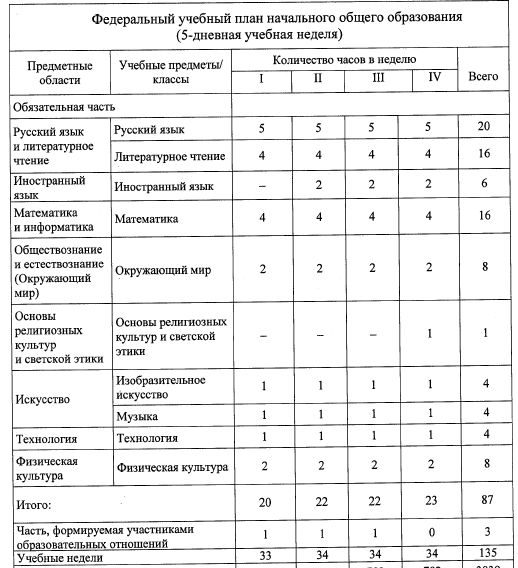 Федеральный учебный план начального общего образования
(5-дневная учебная неделя)
Предметные области Учебные предметы/ классы Количество часов в неделю Всего
I II III IV
Обязательная часть
Русский язык и литературное чтение Русский язык 5 5 5 5 20
Литературное чтение 4 4 4 4 16
Иностранный язык Иностранный язык – 2 2 2 6
Математика и информатика Математика 4 4 4 4 16
Обществознание и естествознание (Окружающий мир) Окружающий мир 2 2 2 2 8
Основы религиозных культур и светской этики Основы религиозных культур и светской этики – – – 1 1
Искусство Изобразительное искусство 1 1 1 1 4
Музыка 1 1 1 1 4
Технология Технология 1 1 1 1 4
Физическая культура Физическая культура 2 2 2 2 8
Итого: 20 22 22 23 87
Часть, формируемая участниками образовательных отношений 1 1 1 0 3
Учебные недели 33 34 34 34 135